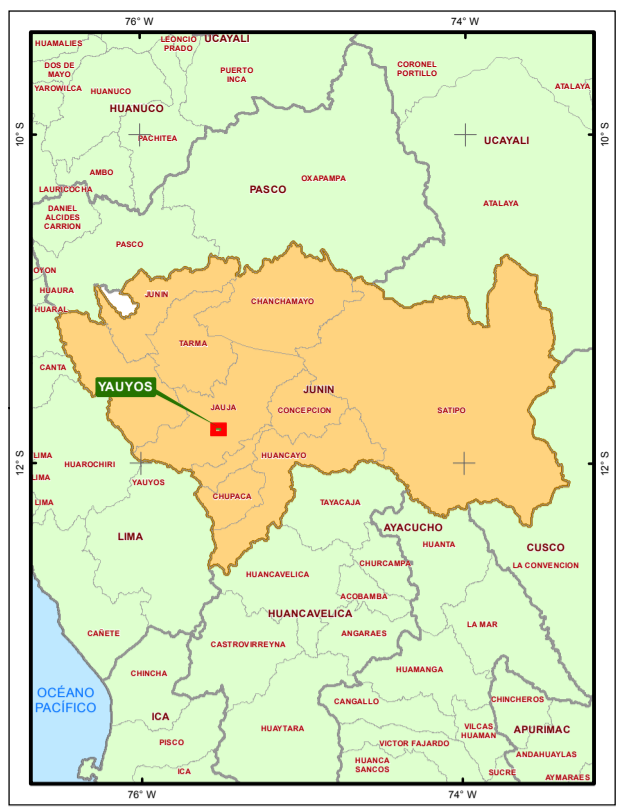 76° W
74° W
HUAMALIES
LEONCIO
PRADO
UCAYALI
DOS DE
MAYO
PUERTO
INCA
CORONEL
PORTILLO
YAROWILCA
HUANUCO
ATALAYA
HUANUCO
10° S
PACHITEA
UCAYALI
10° S
AMBO
OXAPAMPA
LAURICOCHA
PASCO
ATALAYA
DANIEL
ALCIDES
CARRION
PASCO
OYON
HUAURA
JUNIN
CHANCHAMAYO
HUARAL
TARMA
CANTA
YAUYOS
JUNIN
JAUJA
CONCEPCION
SATIPO
LIMA
HUANCAYO
12° S
HUAROCHIRI
12° S
LIMA
YAUYOS
CHUPACA
LIMA
TAYACAJA
LIMA
AYACUCHO
HUANTA
CUSCO
CHURCAMPA
LA CONVENCION
HUANCAVELICA
ACOBAMBA
HUANCAVELICA
LA MAR
CAÑETE
ANGARAES
CASTROVIRREYNA
CHINCHA
HUAMANGA
OCÉANO
PACÍFICO
CANGALLO
CHINCHEROS
ICA
HUAYTARA
VILCAS
HUAMAN
APURIMAC
PISCO
VICTOR FAJARDO
ANDAHUAYLAS
HUANCA
SANCOS
ICA
SUCRE
AYMARAES
76° W
74° W